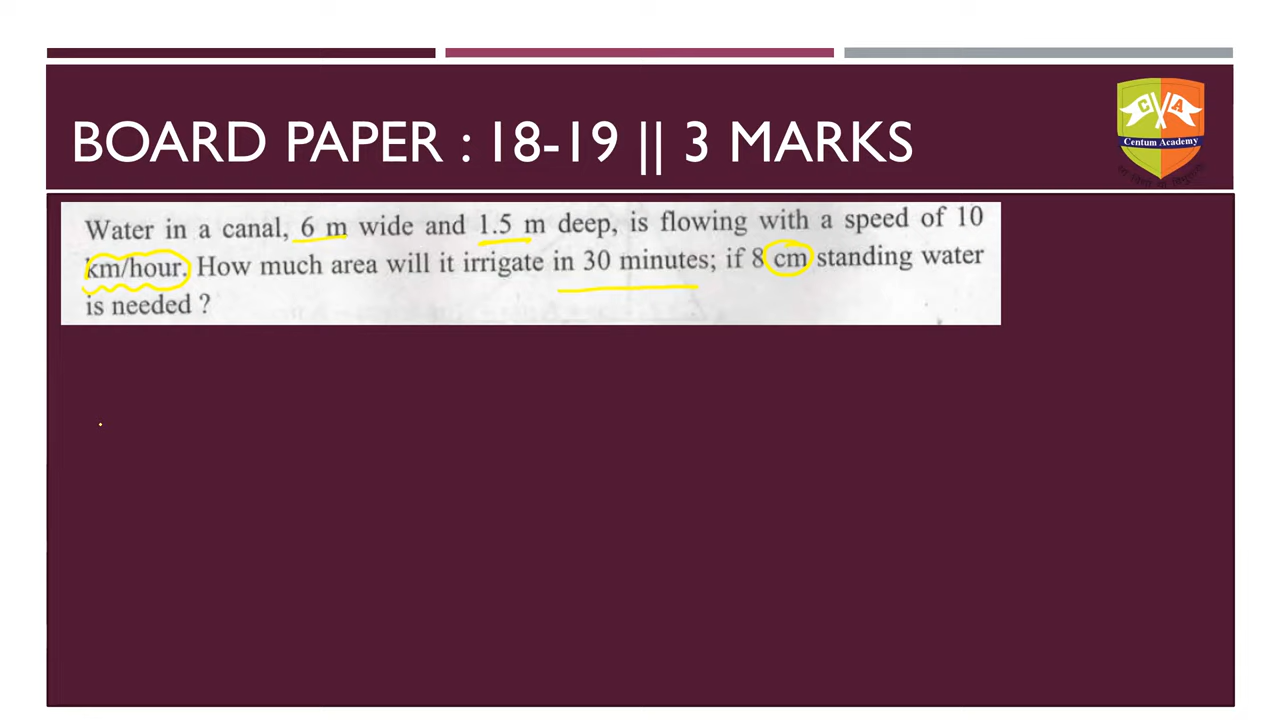 BOARD PAPER : 18-19 || 3 MARKS
C A
Centum Academy
Water in a canal, 6 m wide and 1.5 m deep, is flowing with a speed of 10
km/hour. How much area will it irrigate in 30 minutes; if 8 cm standing water
is needed ?